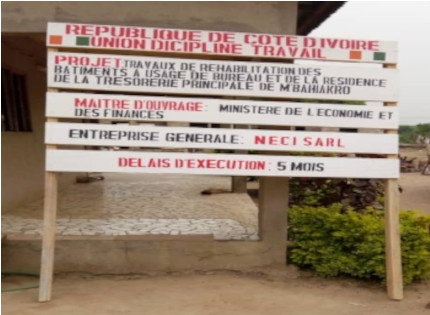 REPUBLIQUE DE COTE D'IVOIRE
UNION DICIPLINE TRAVAIL
PROJET:TRAVAUX DE REHABILITATION DES
BATIMENTS A USAGE DE BUREAU ET DE LA RESIDENCE
DE LA TRESORERIE PRINCIPALE DE M'BAHIAKRO
MAITRE D'OUVRAGE: MINISTERE DE L'ECONOMIE ET
DES FINANCES
ENTREPRISE GENERALE: NECI SARL
DELAIS D'EXECUTION: 5 MOIS